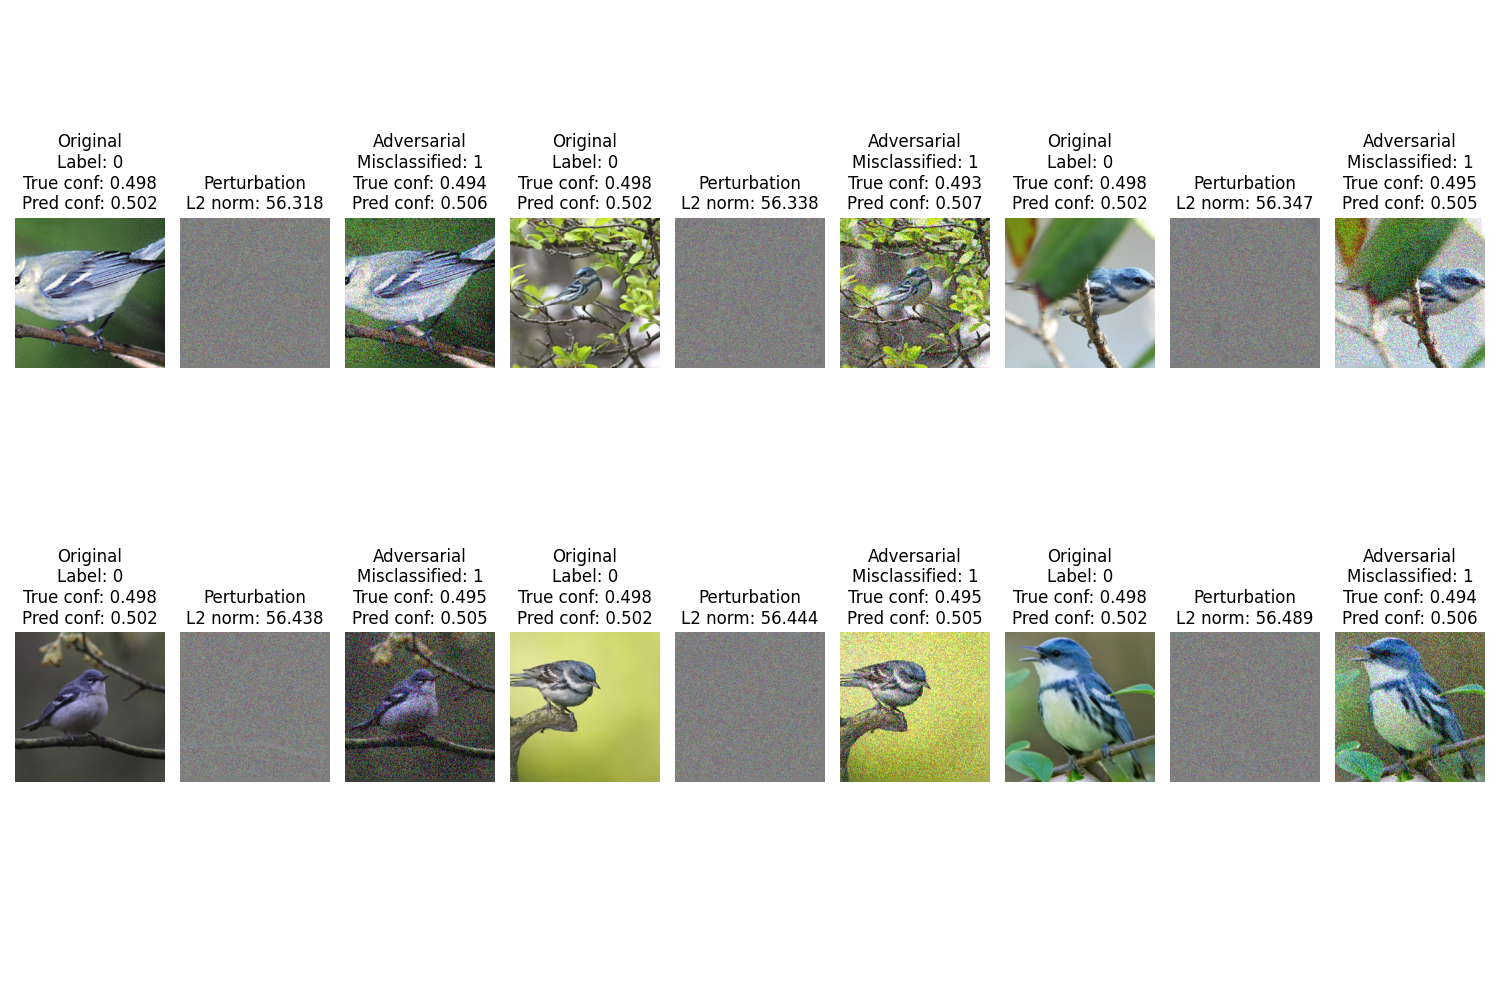 Original
Label: 0
True conf: 0.498
Pred conf: 0.502
Perturbation
L2 norm: 56.318
Adversarial
Misclassified: 1
True conf: 0.494
Pred conf: 0.506
Original
Label: 0
True conf: 0.498
Pred conf: 0.502
Perturbation
L2 norm: 56.338
Adversarial
Misclassified: 1
True conf: 0.493
Pred conf: 0.507
Original
Label: 0
True conf: 0.498
Pred conf: 0.502
Perturbation
L2 norm: 56.347
Adversarial
Misclassified: 1
True conf: 0.495
Pred conf: 0.505
Original
Label: 0
True conf: 0.498
Pred conf: 0.502
Perturbation
L2 norm: 56.438
Adversarial
Misclassified: 1
True conf: 0.495
Pred conf: 0.505
Original
Label: 0
True conf: 0.498
Pred conf: 0.502
Perturbation
L2 norm: 56.444
Adversarial
Misclassified: 1
True conf: 0.495
Pred conf: 0.505
Original
Label: 0
True conf: 0.498
Pred conf: 0.502
Perturbation
L2 norm: 56.489
Adversarial
Misclassified: 1
True conf: 0.494
Pred conf: 0.506